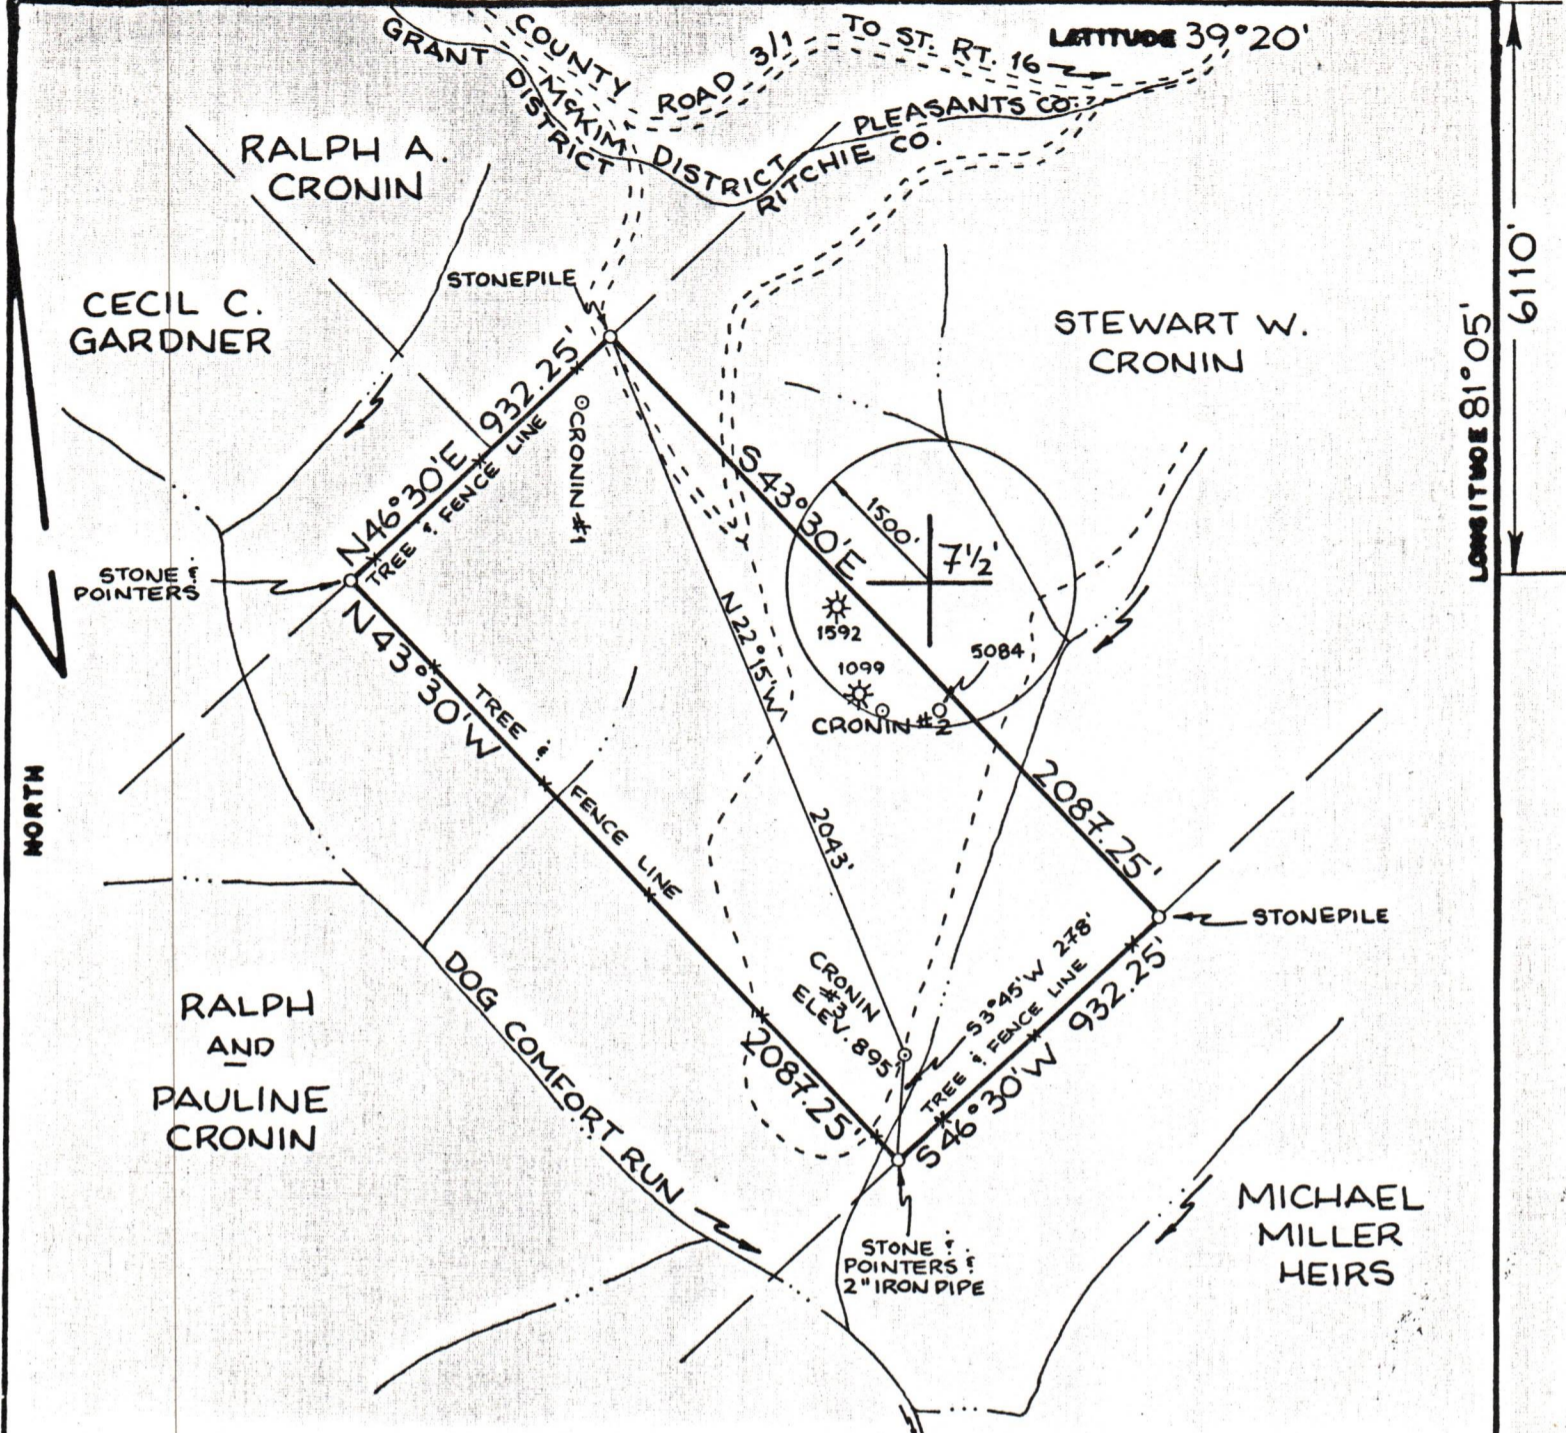 LATITUDE 39°20'
COUNTY ROAD 3/1 TO ST. RT. 16
GRANT DISTRICT
McKIM DISTRICT
PLEASANTS CO.
RITCHIE CO.
RALPH A.
CRONIN
CECIL C.
GARDNER
STONEPILE
STEWART W.
CRONIN
6110'
LONGITUDE 81°05'
N46°30'E 932.25'
TREE & FENCE LINE
CRONIN #1
STONE &
POINTERS
S43°30'E
2087.25'
1500'
7½'
1592
1099
5084
CRONIN #2
N43°30'W
TREE &
FENCE LINE
2087.25'
N22°15'W
2043'
NORTH
STONEPILE
CRONIN
#3
ELEV. 895'
S3°45'W 278'
TREE & FENCE LINE
S46°30'W 932.25'
DOG COMFORT RUN
RALPH
AND
PAULINE
CRONIN
STONE &
POINTERS &
2" IRON PIPE
MICHAEL
MILLER
HEIRS